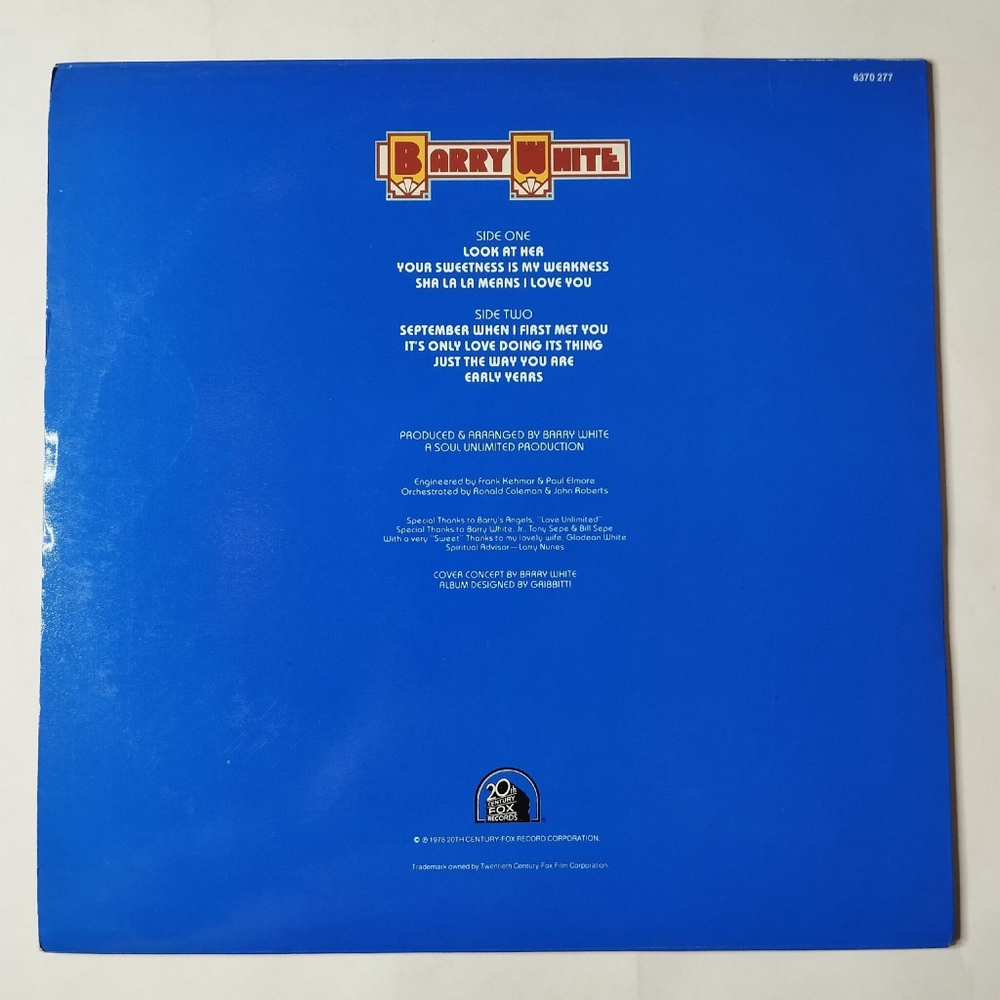 6370 277
BARRY WHITE
SIDE ONE
LOOK AT HER
YOUR SWEETNESS IS MY WEAKNESS
SHA LA LA MEANS I LOVE YOU
SIDE TWO
SEPTEMBER WHEN I FIRST MET YOU
IT'S ONLY LOVE DOING ITS THING
JUST THE WAY YOU ARE
EARLY YEARS
PRODUCED & ARRANGED BY BARRY WHITE
A SOUL UNLIMITED PRODUCTION
Engineered by Frank Kehmar & Paul Elmore
Orchestrated by Ronald Coleman & John Roberts
Special Thanks to Barry's Angels, "Love Unlimited"
Special Thanks to Barry White, Jr., Tony Sepe & Bill Sepe
With a very "Sweet" Thanks to my lovely wife, Glodean White
Spiritual Advisor—Larry Nunes
COVER CONCEPT BY BARRY WHITE
ALBUM DESIGNED BY GRIBBITT!
20th
CENTURY
FOX
RECORDS
© ℗ 1978 20TH CENTURY-FOX RECORD CORPORATION.
Trademark owned by Twentieth Century-Fox Film Corporation